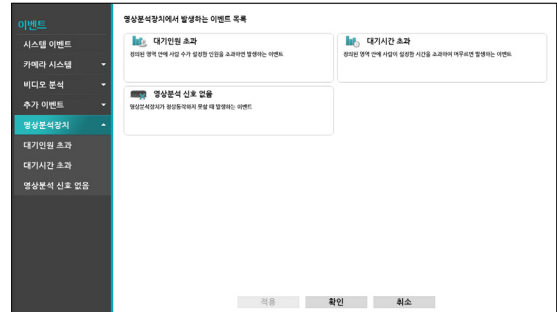 이벤트
시스템 이벤트
카메라 시스템
비디오 분석
추가 이벤트
영상분석장치
대기인원 초과
대기시간 초과
영상분석 신호 없음
영상분석장치에서 발생하는 이벤트 목록
대기인원 초과
정의된 영역 안에 사람 수가 설정한 인원을 초과하면 발생하는 이벤트
대기시간 초과
정의된 영역 안에 사람이 설정한 시간을 초과하여 머무르면 발생하는 이벤트
영상분석 신호 없음
영상분석장치가 정상동작하지 못할 때 발생하는 이벤트
적용
확인
취소